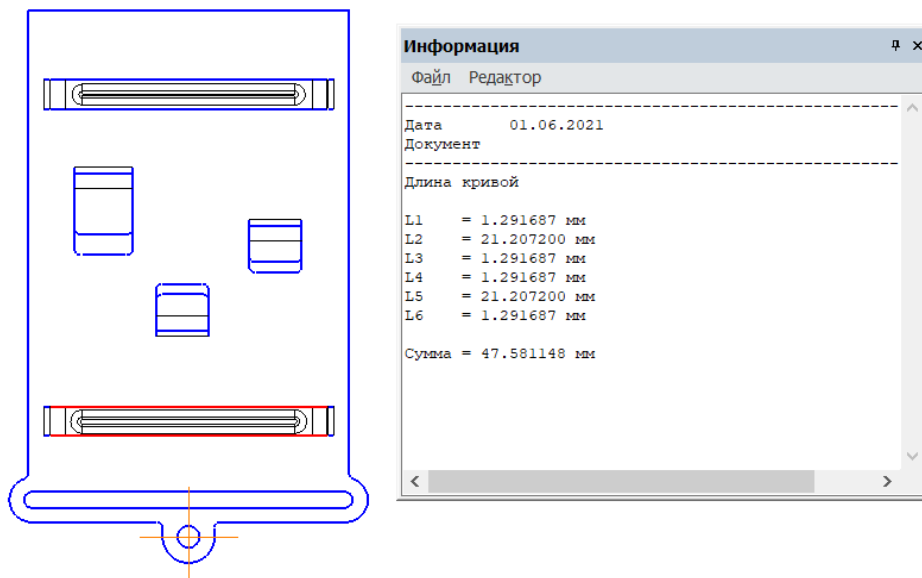 Информация
Файл Редактор
Дата 01.06.2021
Документ
Длина кривой
L1 = 1.291687 мм
L2 = 21.207200 мм
L3 = 1.291687 мм
L4 = 1.291687 мм
L5 = 21.207200 мм
L6 = 1.291687 мм
Сумма = 47.581148 мм